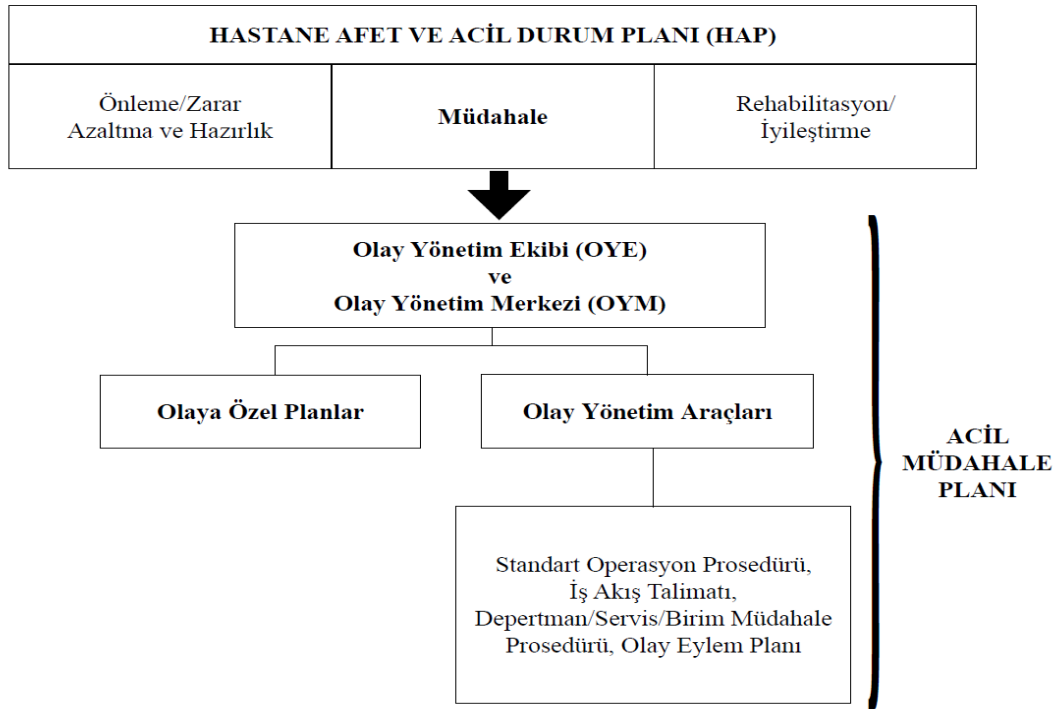 HASTANE AFET VE ACİL DURUM PLANI (HAP)
Önleme/Zarar
Azaltma ve Hazırlık
Müdahale
Rehabilitasyon/
İyileştirme
Olay Yönetim Ekibi (OYE)
ve
Olay Yönetim Merkezi (OYM)
Olaya Özel Planlar
Olay Yönetim Araçları
Standart Operasyon Prosedürü,
İş Akış Talimatı,
Depertman/Servis/Birim Müdahale
Prosedürü, Olay Eylem Planı
ACİL
MÜDAHALE
PLANI